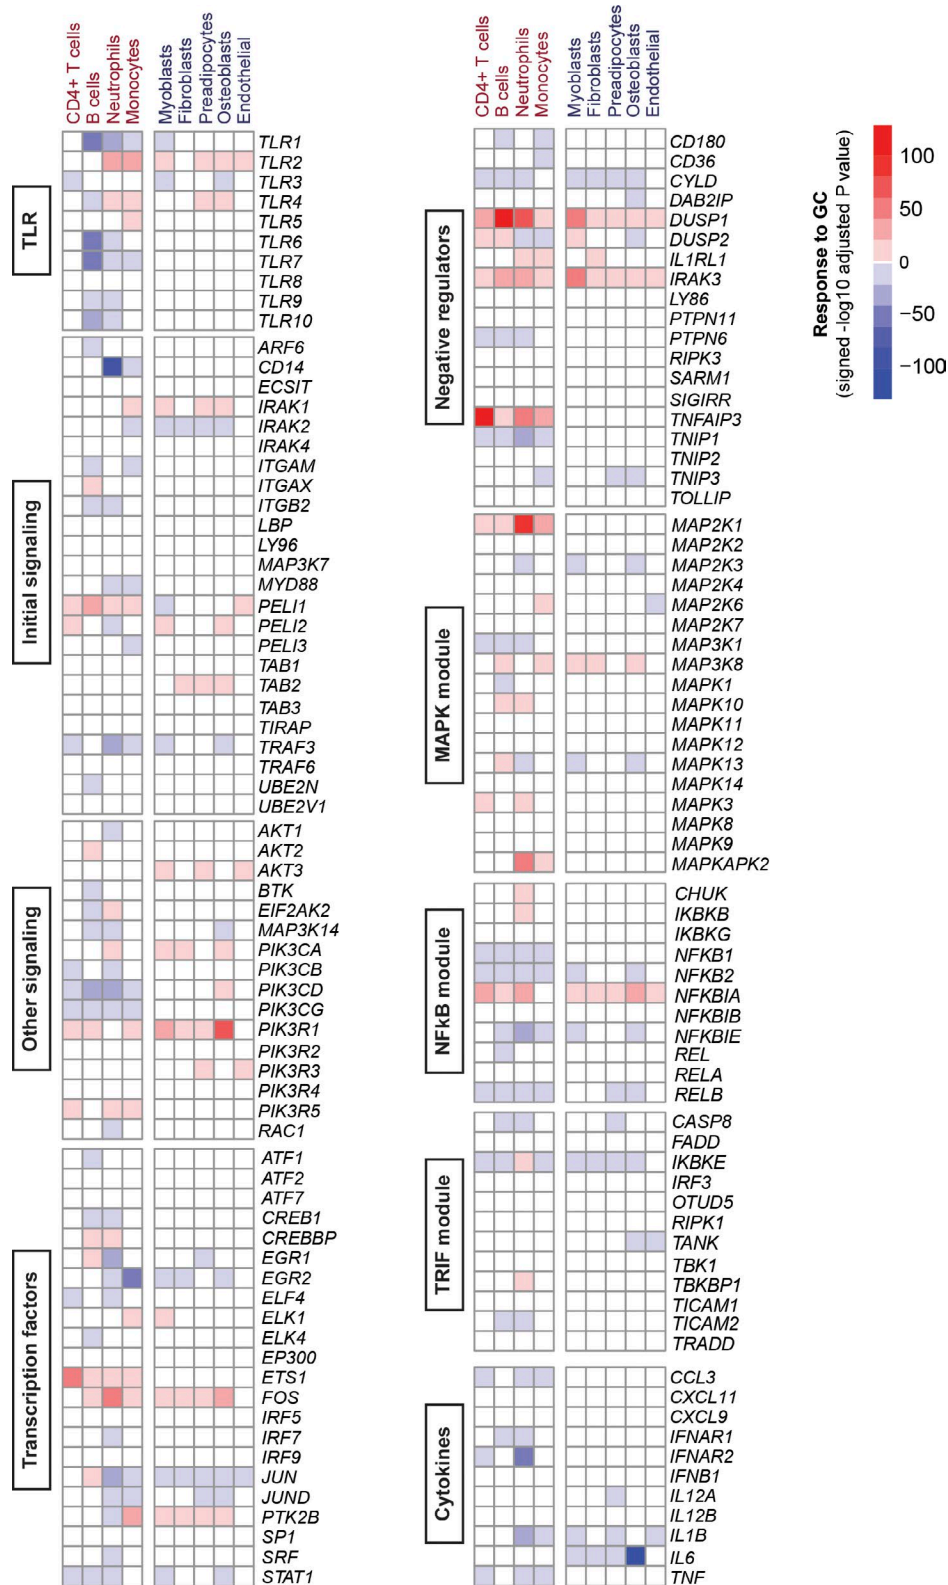 CD4+ T cells
B cells
Neutrophils
Monocytes
Myoblasts
Fibroblasts
Preadipocytes
Osteoblasts
Endothelial
TLR
TLR1
TLR2
TLR3
TLR4
TLR5
TLR6
TLR7
TLR8
TLR9
TLR10
Initial signaling
ARF6
CD14
ECSIT
IRAK1
IRAK2
IRAK4
ITGAM
ITGAX
ITGB2
LBP
LY96
MAP3K7
MYD88
PELI1
PELI2
PELI3
TAB1
TAB2
TAB3
TIRAP
TRAF3
TRAF6
UBE2N
UBE2V1
Other signaling
AKT1
AKT2
AKT3
BTK
EIF2AK2
MAP3K14
PIK3CA
PIK3CB
PIK3CD
PIK3CG
PIK3R1
PIK3R2
PIK3R3
PIK3R4
PIK3R5
RAC1
Transcription factors
ATF1
ATF2
ATF7
CREB1
CREBBP
EGR1
EGR2
ELF4
ELK1
ELK4
EP300
ETS1
FOS
IRF5
IRF7
IRF9
JUN
JUND
PTK2B
SP1
SRF
STAT1
CD4+ T cells
B cells
Neutrophils
Monocytes
Myoblasts
Fibroblasts
Preadipocytes
Osteoblasts
Endothelial
Negative regulators
CD180
CD36
CYLD
DAB2IP
DUSP1
DUSP2
IL1RL1
IRAK3
LY86
PTPN11
PTPN6
RIPK3
SARM1
SIGIRR
TNFAIP3
TNIP1
TNIP2
TNIP3
TOLLIP
MAPK module
MAP2K1
MAP2K2
MAP2K3
MAP2K4
MAP2K6
MAP2K7
MAP3K1
MAP3K8
MAPK1
MAPK10
MAPK11
MAPK12
MAPK13
MAPK14
MAPK3
MAPK8
MAPK9
MAPKAPK2
NFkB module
CHUK
IKBKB
IKBKG
NFKB1
NFKB2
NFKBIA
NFKBIB
NFKBIE
REL
RELA
RELB
TRIF module
CASP8
FADD
IKBKE
IRF3
OTUD5
RIPK1
TANK
TBK1
TBKBP1
TICAM1
TICAM2
TRADD
Cytokines
CCL3
CXCL11
CXCL9
IFNAR1
IFNAR2
IFNB1
IL12A
IL12B
IL1B
IL6
TNF
Response to GC
(signed -log10 adjusted P value)
100
50
0
−50
−100